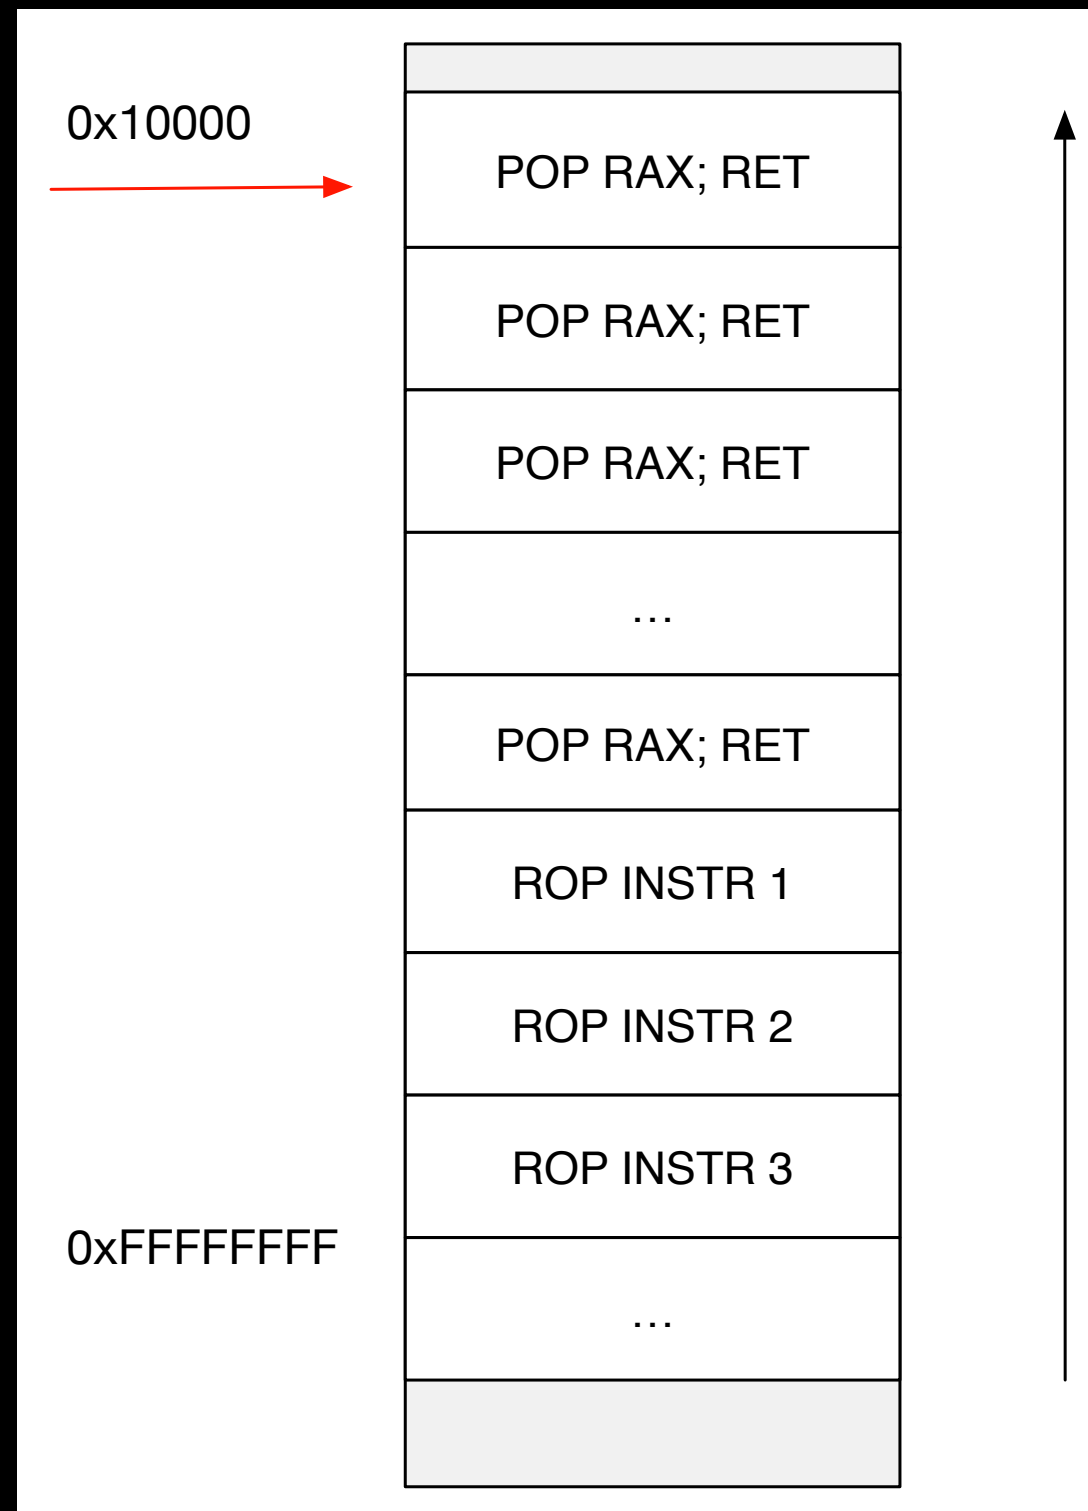 0x10000
POP RAX; RET
POP RAX; RET
POP RAX; RET
...
POP RAX; RET
ROP INSTR 1
ROP INSTR 2
ROP INSTR 3
0xFFFFFFFF
...